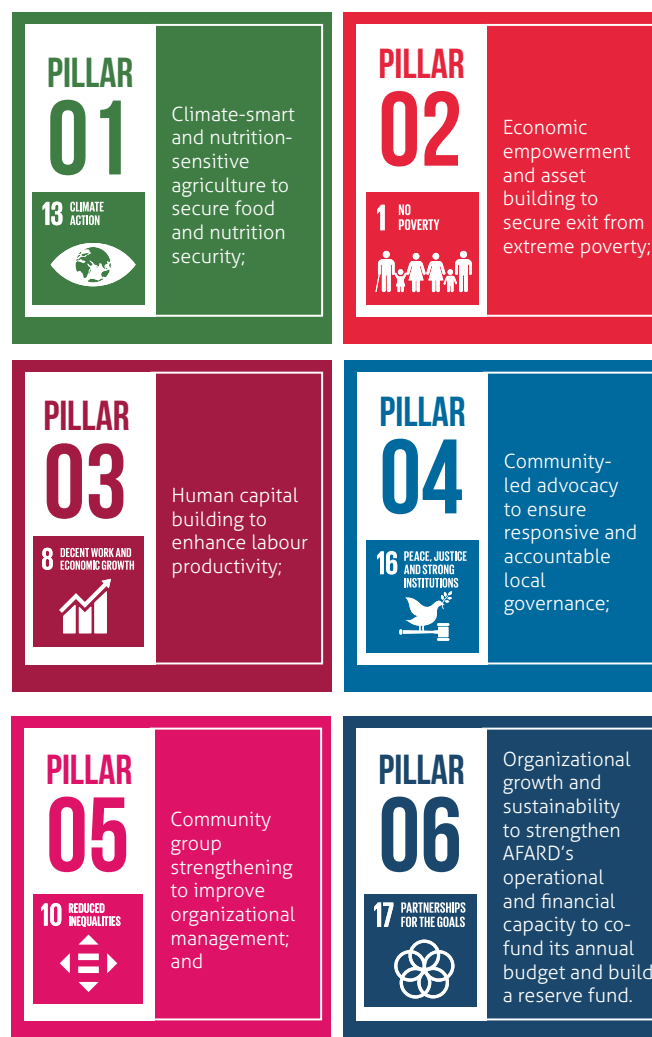 PILLAR
01
13 CLIMATE
ACTION
Climate-smart
and nutrition-
sensitive
agriculture to
secure food
and nutrition
security;
PILLAR
02
1 NO
POVERTY
Economic
empowerment
and asset
building to
secure exit from
extreme poverty;
PILLAR
03
8 DECENT WORK AND
ECONOMIC GROWTH
Human capital
building to
enhance labour
productivity;
PILLAR
04
16 PEACE, JUSTICE
AND STRONG
INSTITUTIONS
Community-
led advocacy
to ensure
responsive and
accountable
local
governance;
PILLAR
05
10 REDUCED
INEQUALITIES
Community
group
strengthening
to improve
organizational
management;
and
PILLAR
06
17 PARTNERSHIPS
FOR THE GOALS
Organizational
growth and
sustainability
to strengthen
AFARD's
operational
and financial
capacity to co-
fund its annual
budget and build
a reserve fund.